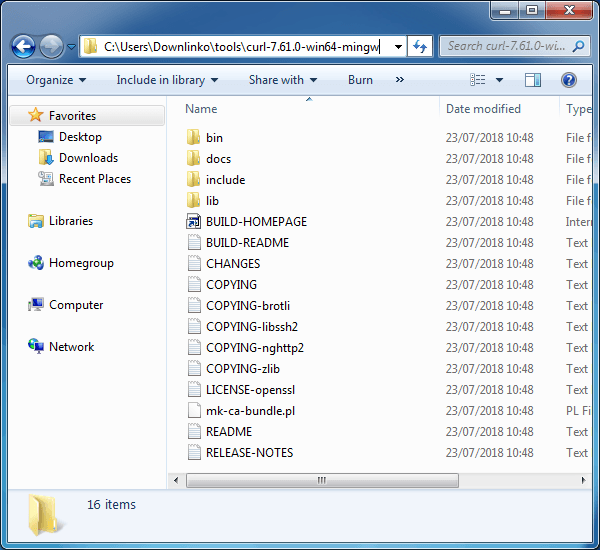 C:\Users\Downlinko\tools\curl-7.61.0-win64-mingw
Search curl-7.61.0-wi...
Organize Include in library Share with Burn »
Favorites
Desktop
Downloads
Recent Places
Libraries
Homegroup
Computer
Network
Name Date modified Type
bin 23/07/2018 10:48 File f
docs 23/07/2018 10:48 File f
include 23/07/2018 10:48 File f
lib 23/07/2018 10:48 File f
BUILD-HOMEPAGE 23/07/2018 10:48 Intern
BUILD-README 23/07/2018 10:48 Text
CHANGES 23/07/2018 10:48 Text
COPYING 23/07/2018 10:48 Text
COPYING-brotli 23/07/2018 10:48 Text
COPYING-libssh2 23/07/2018 10:48 Text
COPYING-nghttp2 23/07/2018 10:48 Text
COPYING-zlib 23/07/2018 10:48 Text
LICENSE-openssl 23/07/2018 10:48 Text
mk-ca-bundle.pl 23/07/2018 10:48 PL Fi
README 23/07/2018 10:48 Text
RELEASE-NOTES 23/07/2018 10:48 Text
16 items